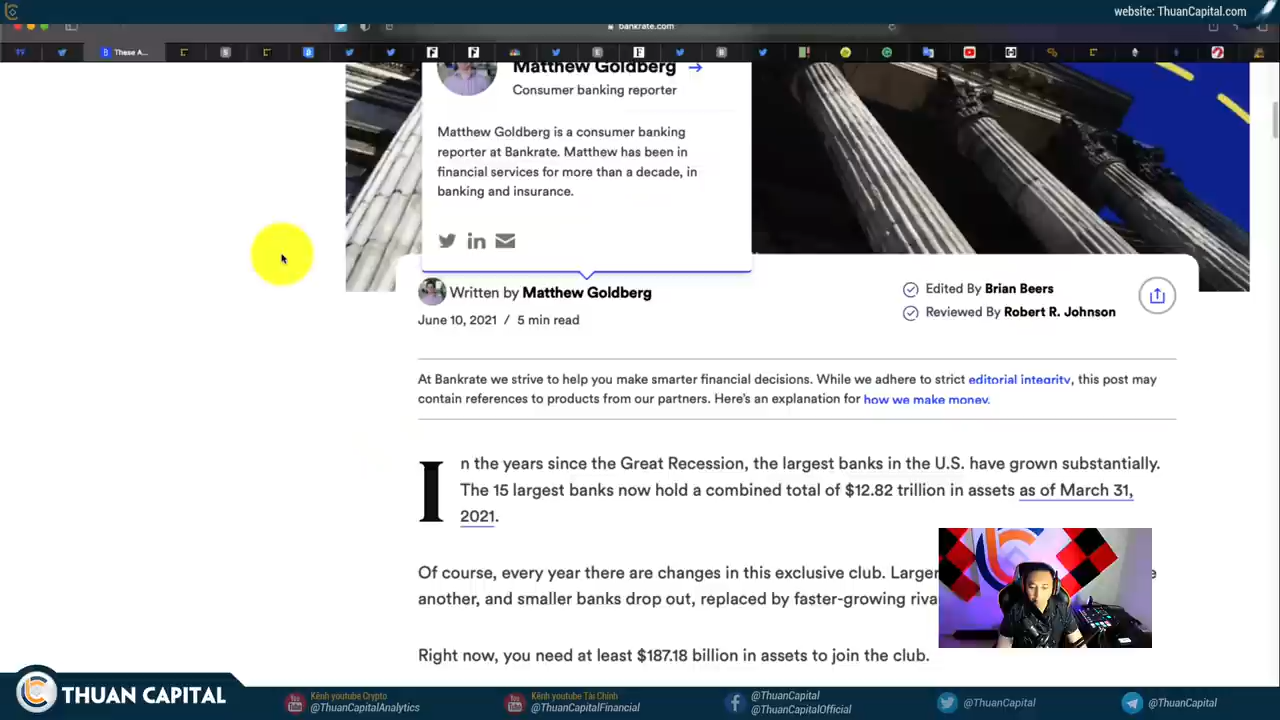 website: ThuanCapital.com
bankrate.com
These A...
Matthew Goldberg →
Consumer banking reporter
Matthew Goldberg is a consumer banking
reporter at Bankrate. Matthew has been in
financial services for more than a decade, in
banking and insurance.
Written by Matthew Goldberg
June 10, 2021 / 5 min read
Edited By Brian Beers
Reviewed By Robert R. Johnson
At Bankrate we strive to help you make smarter financial decisions. While we adhere to strict editorial integrity, this post may
contain references to products from our partners. Here's an explanation for how we make money.
In the years since the Great Recession, the largest banks in the U.S. have grown substantially.
The 15 largest banks now hold a combined total of $12.82 trillion in assets as of March 31,
2021.
Of course, every year there are changes in this exclusive club.
another, and smaller banks drop out, replaced by faster-growing
Right now, you need at least $187.18 billion in assets to join the club.
THUAN CAPITAL
Kênh youtube Crypto
@ThuanCapitalAnalytics
Kênh youtube Tài Chính
@ThuanCapitalFinancial
@ThuanCapital
@ThuanCapitalOfficial
@ThuanCapital
@ThuanCapital